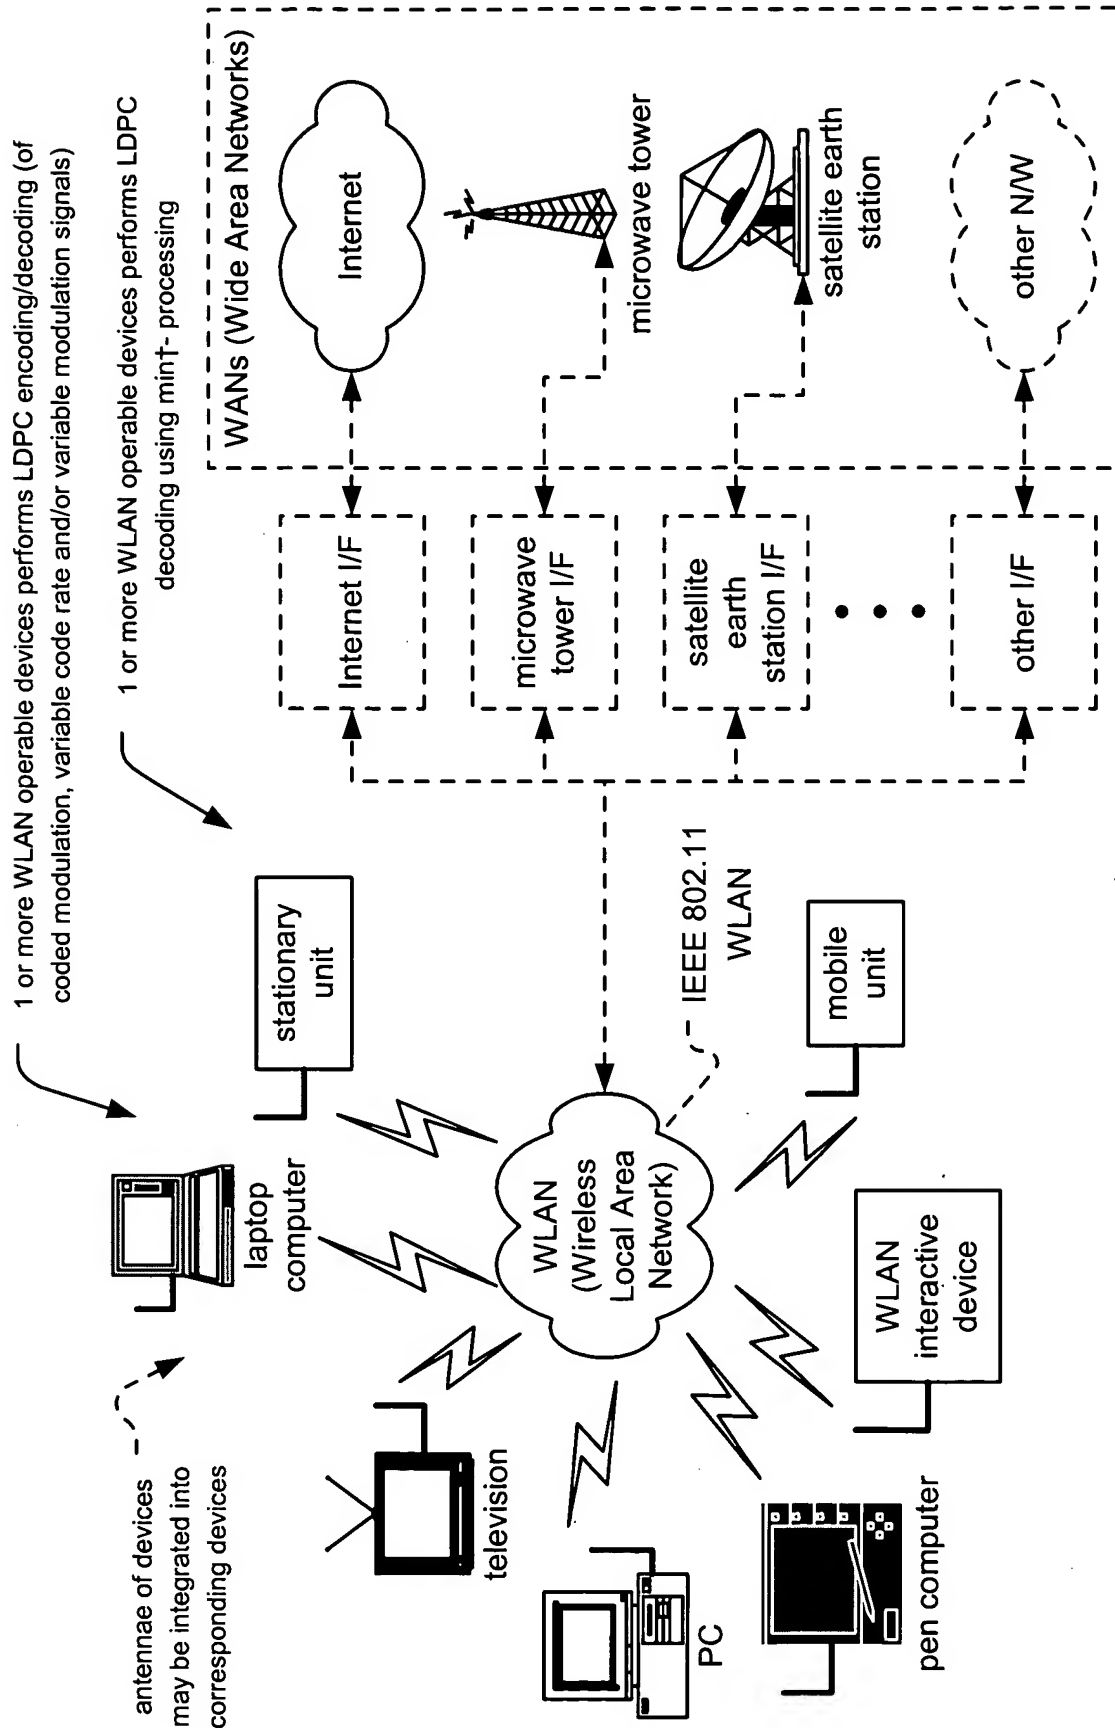 1 or more WLAN operable devices performs LDPC encoding/decoding (of
coded modulation, variable code rate and/or variable modulation signals)
1 or more WLAN operable devices performs LDPC
decoding using min†- processing
antennae of devices
may be integrated into
corresponding devices
laptop
computer
stationary
unit
television
PC
pen computer
WLAN
interactive
device
mobile
unit
WLAN
(Wireless
Local Area
Network)
IEEE 802.11
WLAN
Internet I/F
microwave
tower I/F
satellite
earth
station I/F
other I/F
WANs (Wide Area Networks)
Internet
microwave tower
satellite earth
station
other N/W